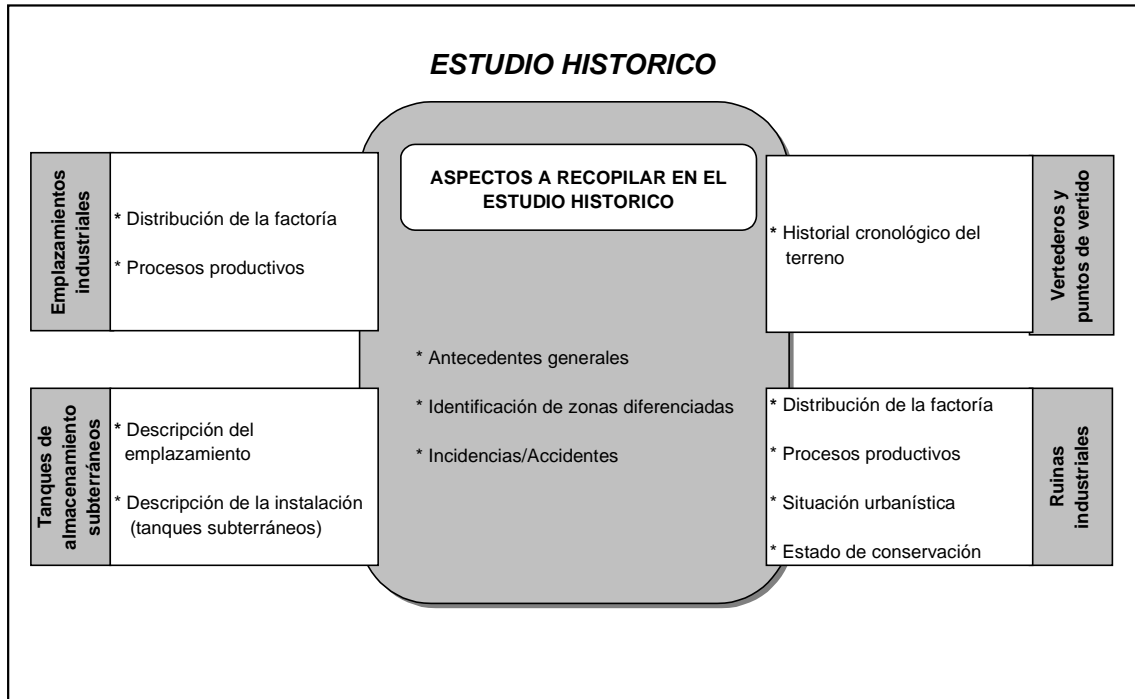 ESTUDIO HISTORICO
ASPECTOS A RECOPILAR EN EL
ESTUDIO HISTORICO
Emplazamientos
industriales
* Distribución de la factoría
* Procesos productivos
Tanques de
almacenamiento
subterráneos
* Descripción del
emplazamiento
* Descripción de la instalación
(tanques subterráneos)
* Antecedentes generales
* Identificación de zonas diferenciadas
* Incidencias/Accidentes
* Historial cronológico del
terreno
Vertederos y
puntos de vertido
* Distribución de la factoría
* Procesos productivos
* Situación urbanística
* Estado de conservación
Ruinas
industriales